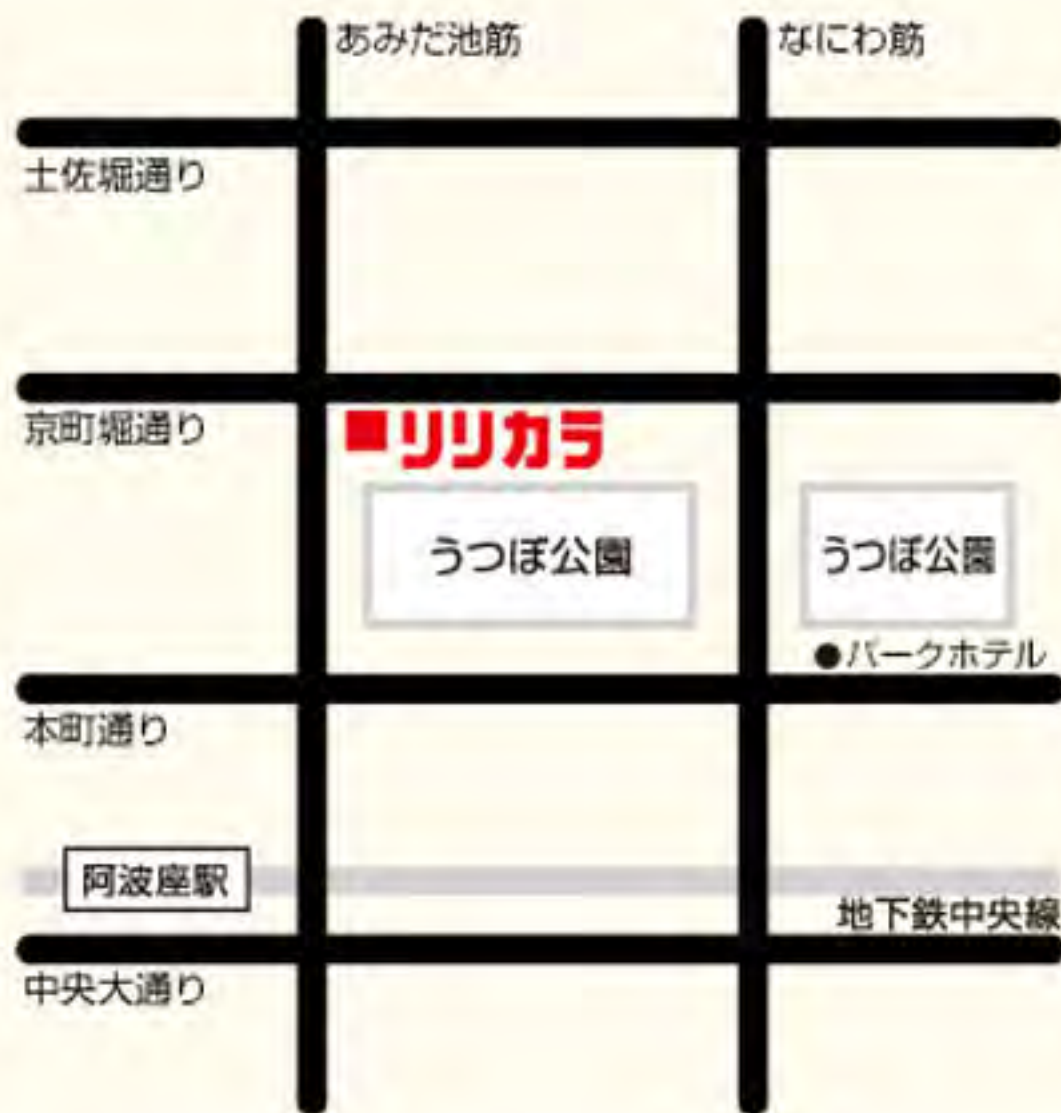 あみだ池筋
なにわ筋
土佐堀通り
京町堀通り
■リリカラ
うつぼ公園
うつぼ公園
●パークホテル
本町通り
阿波座駅
地下鉄中央線
中央大通り